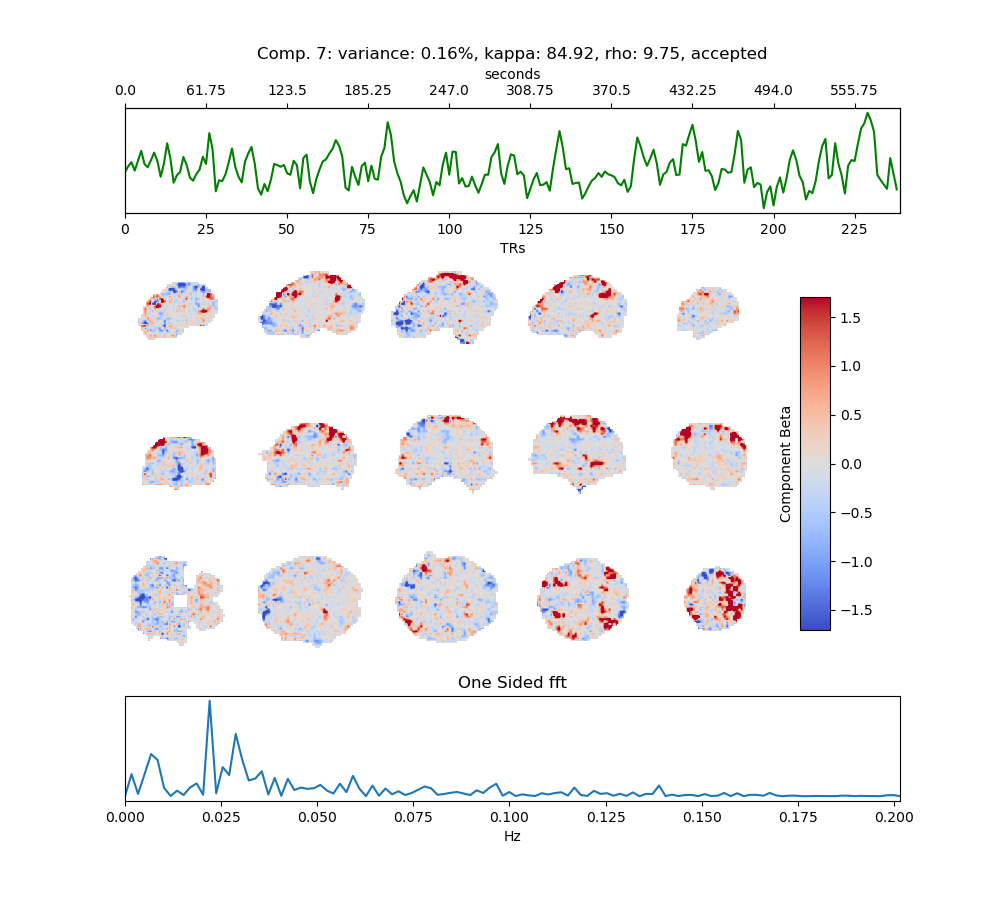 Comp. 7: variance: 0.16%, kappa: 84.92, rho: 9.75, accepted
seconds
0.0 61.75 123.5 185.25 247.0 308.75 370.5 432.25 494.0 555.75
0 25 50 75 100 125 150 175 200 225
TRs
1.5
1.0
0.5
0.0
−0.5
−1.0
−1.5
Component Beta
One Sided fft
0.000 0.025 0.050 0.075 0.100 0.125 0.150 0.175 0.200
Hz